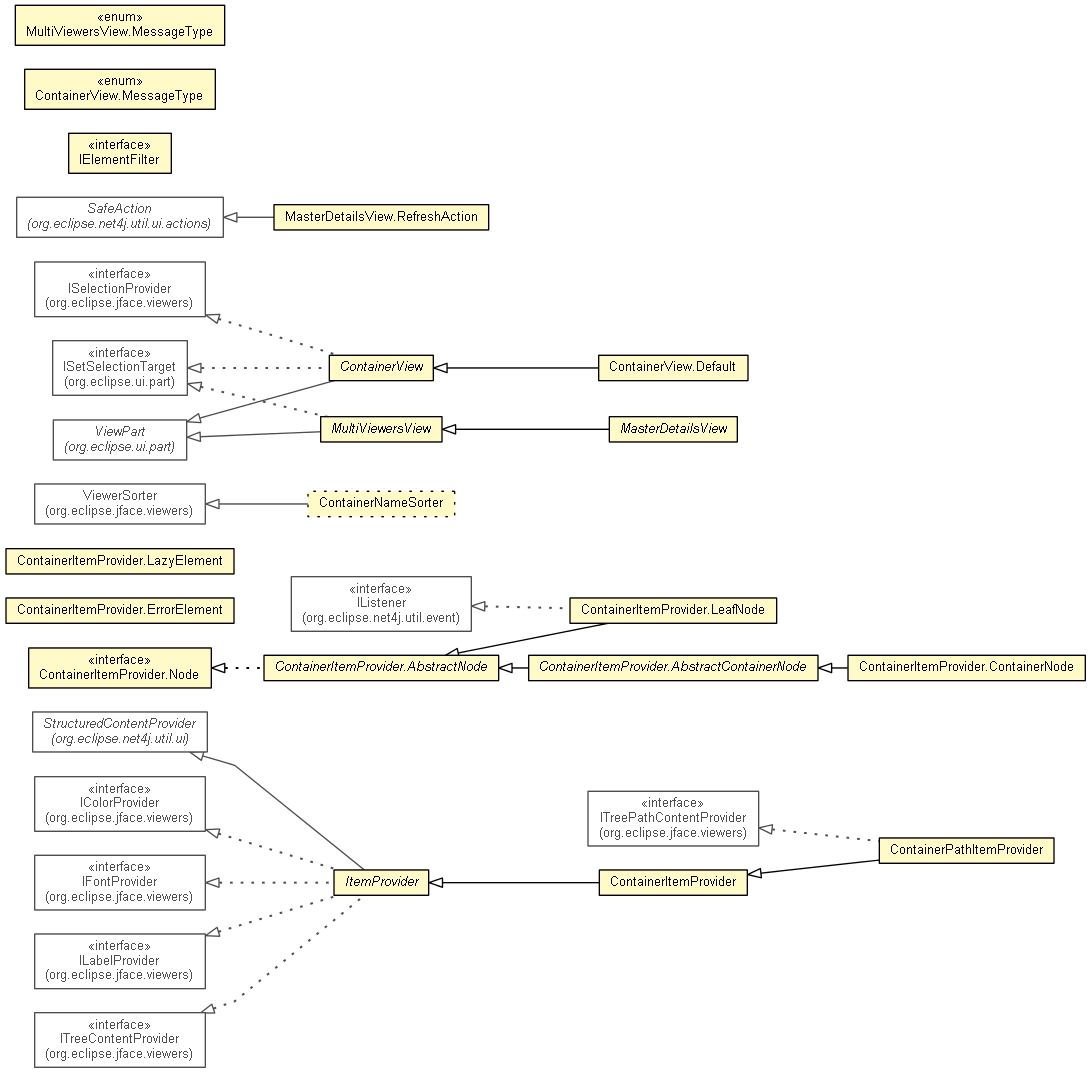 «enum»
MultiViewersView.MessageType
«enum»
ContainerView.MessageType
«interface»
IElementFilter
SafeAction
(org.eclipse.net4j.util.ui.actions)
MasterDetailsView.RefreshAction
«interface»
ISelectionProvider
(org.eclipse.jface.viewers)
«interface»
ISetSelectionTarget
(org.eclipse.ui.part)
ContainerView
ContainerView.Default
ViewPart
(org.eclipse.ui.part)
MultiViewersView
MasterDetailsView
ViewerSorter
(org.eclipse.jface.viewers)
ContainerNameSorter
ContainerItemProvider.LazyElement
ContainerItemProvider.ErrorElement
«interface»
IListener
(org.eclipse.net4j.util.event)
ContainerItemProvider.LeafNode
«interface»
ContainerItemProvider.Node
ContainerItemProvider.AbstractNode
ContainerItemProvider.AbstractContainerNode
ContainerItemProvider.ContainerNode
StructuredContentProvider
(org.eclipse.net4j.util.ui)
«interface»
IColorProvider
(org.eclipse.jface.viewers)
«interface»
ITreePathContentProvider
(org.eclipse.jface.viewers)
ContainerPathItemProvider
«interface»
IFontProvider
(org.eclipse.jface.viewers)
ItemProvider
ContainerItemProvider
«interface»
ILabelProvider
(org.eclipse.jface.viewers)
«interface»
ITreeContentProvider
(org.eclipse.jface.viewers)